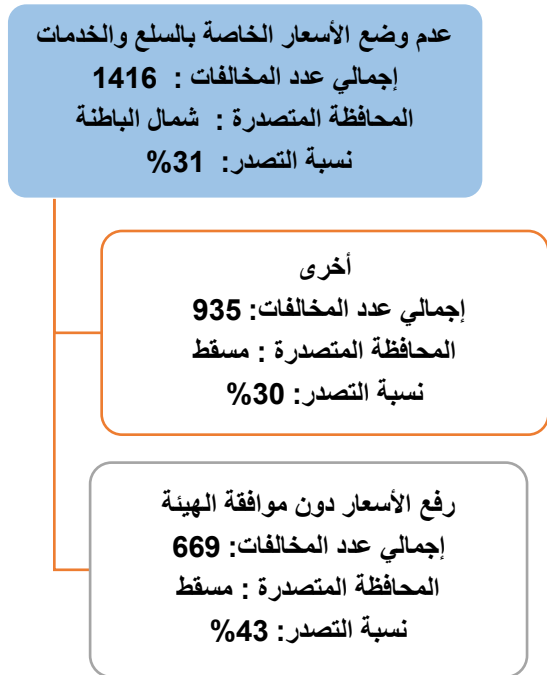 عدم وضع الأسعار الخاصة بالسلع والخدمات
إجمالي عدد المخالفات : 1416
المحافظة المتصدرة : شمال الباطنة
نسبة التصدر: 31%
أخرى
إجمالي عدد المخالفات: 935
المحافظة المتصدرة : مسقط
نسبة التصدر: 30%
رفع الأسعار دون موافقة الهيئة
إجمالي عدد المخالفات: 669
المحافظة المتصدرة : مسقط
نسبة التصدر: 43%